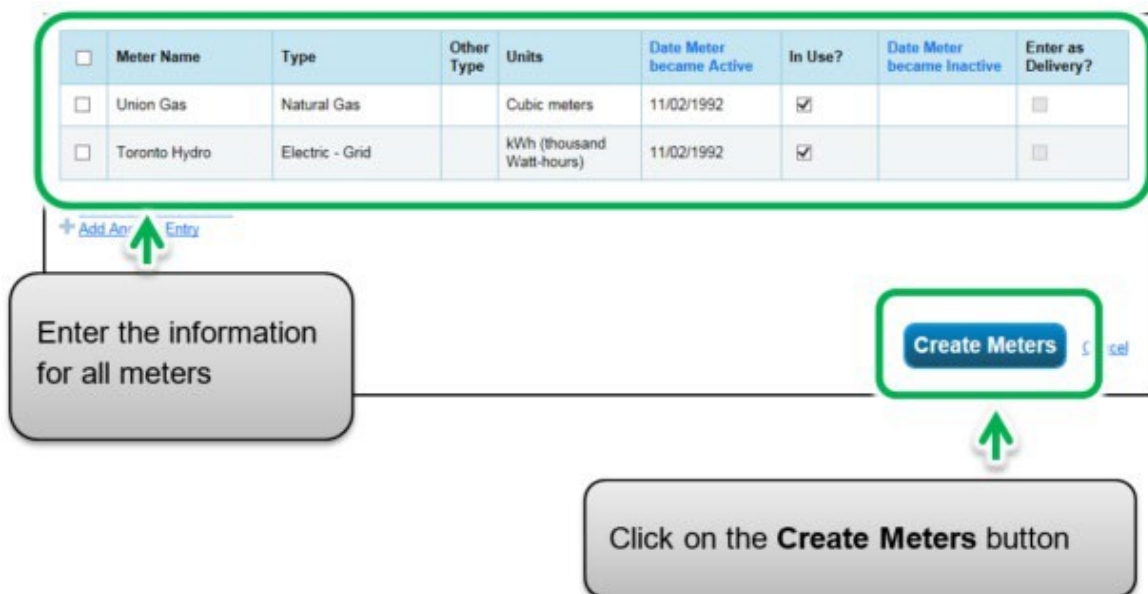 Meter Name Type Other Type Units Date Meter became Active In Use? Date Meter became Inactive Enter as Delivery?
Union Gas Natural Gas Cubic meters 11/02/1992
Toronto Hydro Electric - Grid kWh (thousand Watt-hours) 11/02/1992
Add Entry
Enter the information
for all meters
Create Meters
Click on the Create Meters button